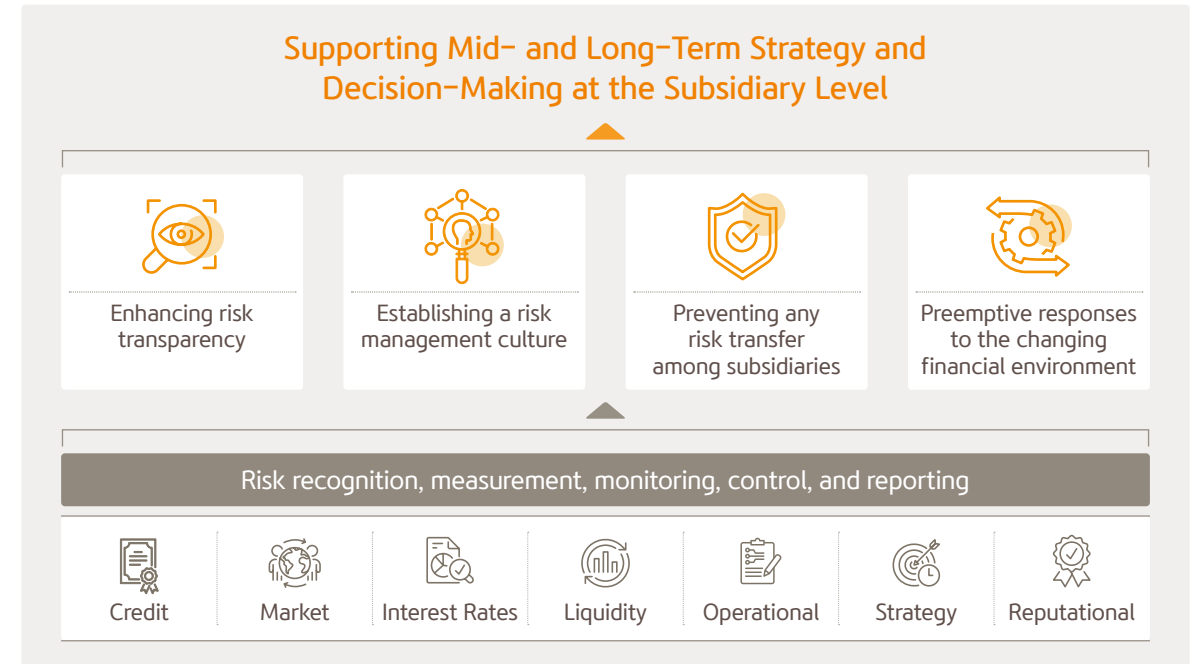 Supporting Mid- and Long-Term Strategy and
Decision-Making at the Subsidiary Level
Enhancing risk
transparency
Establishing a risk
management culture
Preventing any
risk transfer
among subsidiaries
Preemptive responses
to the changing
financial environment
Risk recognition, measurement, monitoring, control, and reporting
Credit
Market
Interest Rates
Liquidity
Operational
Strategy
Reputational